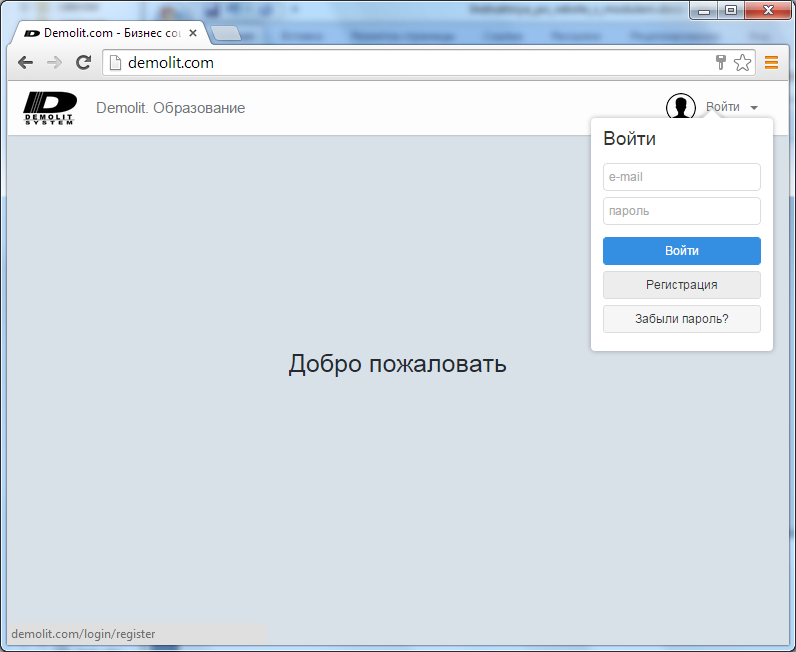 Demolit.com - Бизнес соц
demolit.com
DEMOLIT
SYSTEM
Demolit. Образование
Войти
Войти
e-mail
пароль
Войти
Регистрация
Забыли пароль?
Добро пожаловать
demolit.com/login/register